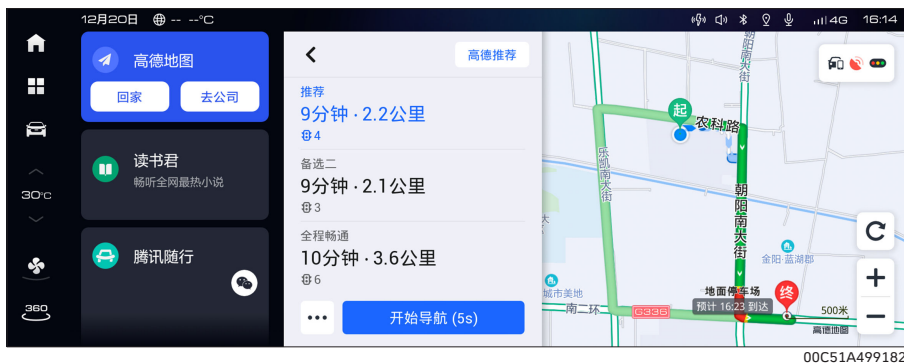 12月20日 -- --°C
4G 16:14
高德地图
回家 去公司
读书君
畅听全网最热小说
腾讯随行
30°C
360
高德推荐
推荐
9分钟·2.2公里
4
备选二
9分钟·2.1公里
3
全程畅通
10分钟·3.6公里
6
开始导航 (5s)
朝阳南大街
起
农科路
乐凯南大街
朝阳南大街
金阳·蓝湖郡
城市美地
地面停车场
终
预计 16:23 到达
南二环
G336
500米
高德地图
00C51A499182